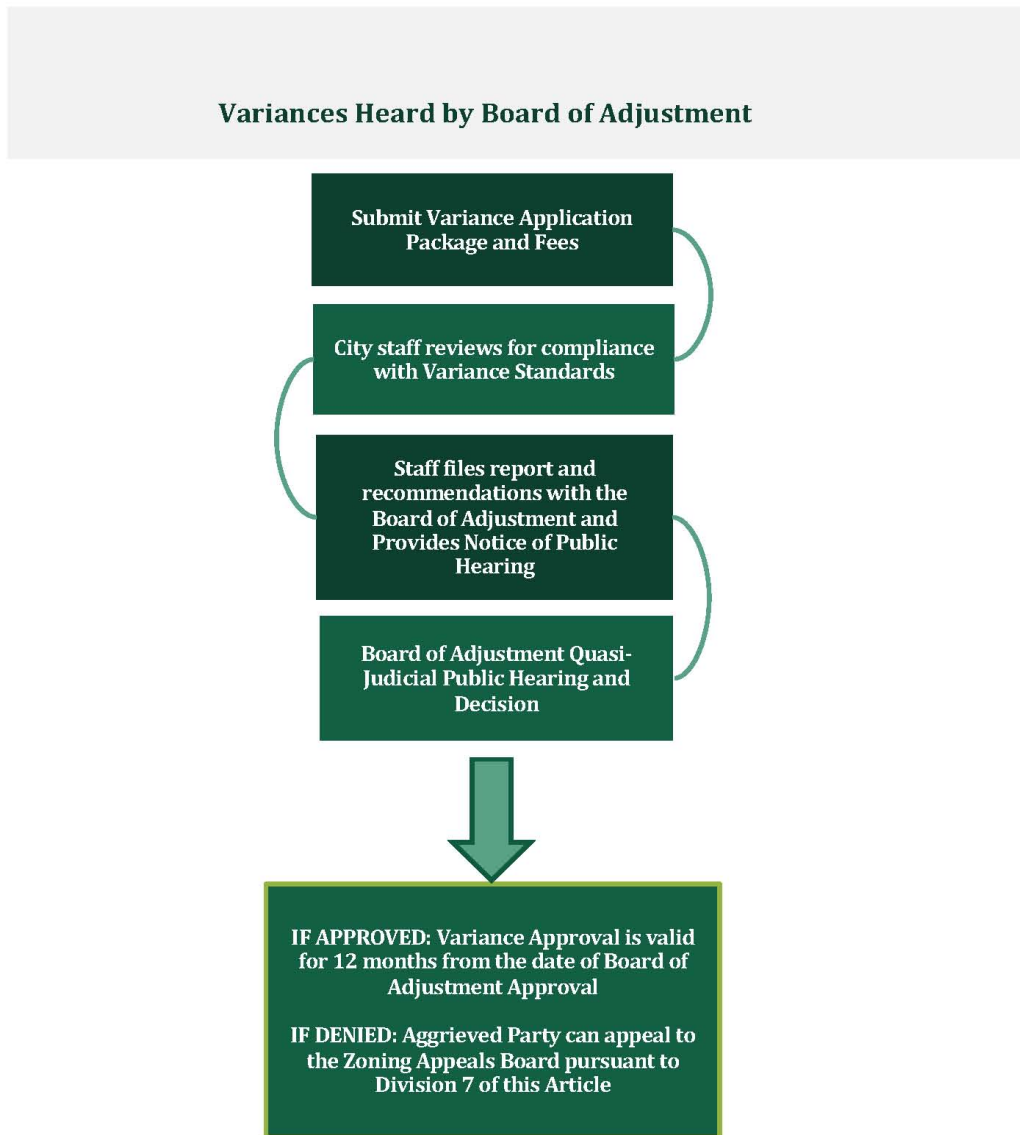 Variances Heard by Board of Adjustment
Submit Variance Application
Package and Fees
City staff reviews for compliance
with Variance Standards
Staff files report and
recommendations with the
Board of Adjustment and
Provides Notice of Public
Hearing
Board of Adjustment Quasi-
Judicial Public Hearing and
Decision
IF APPROVED: Variance Approval is valid
for 12 months from the date of Board of
Adjustment Approval
IF DENIED: Aggrieved Party can appeal to
the Zoning Appeals Board pursuant to
Division 7 of this Article